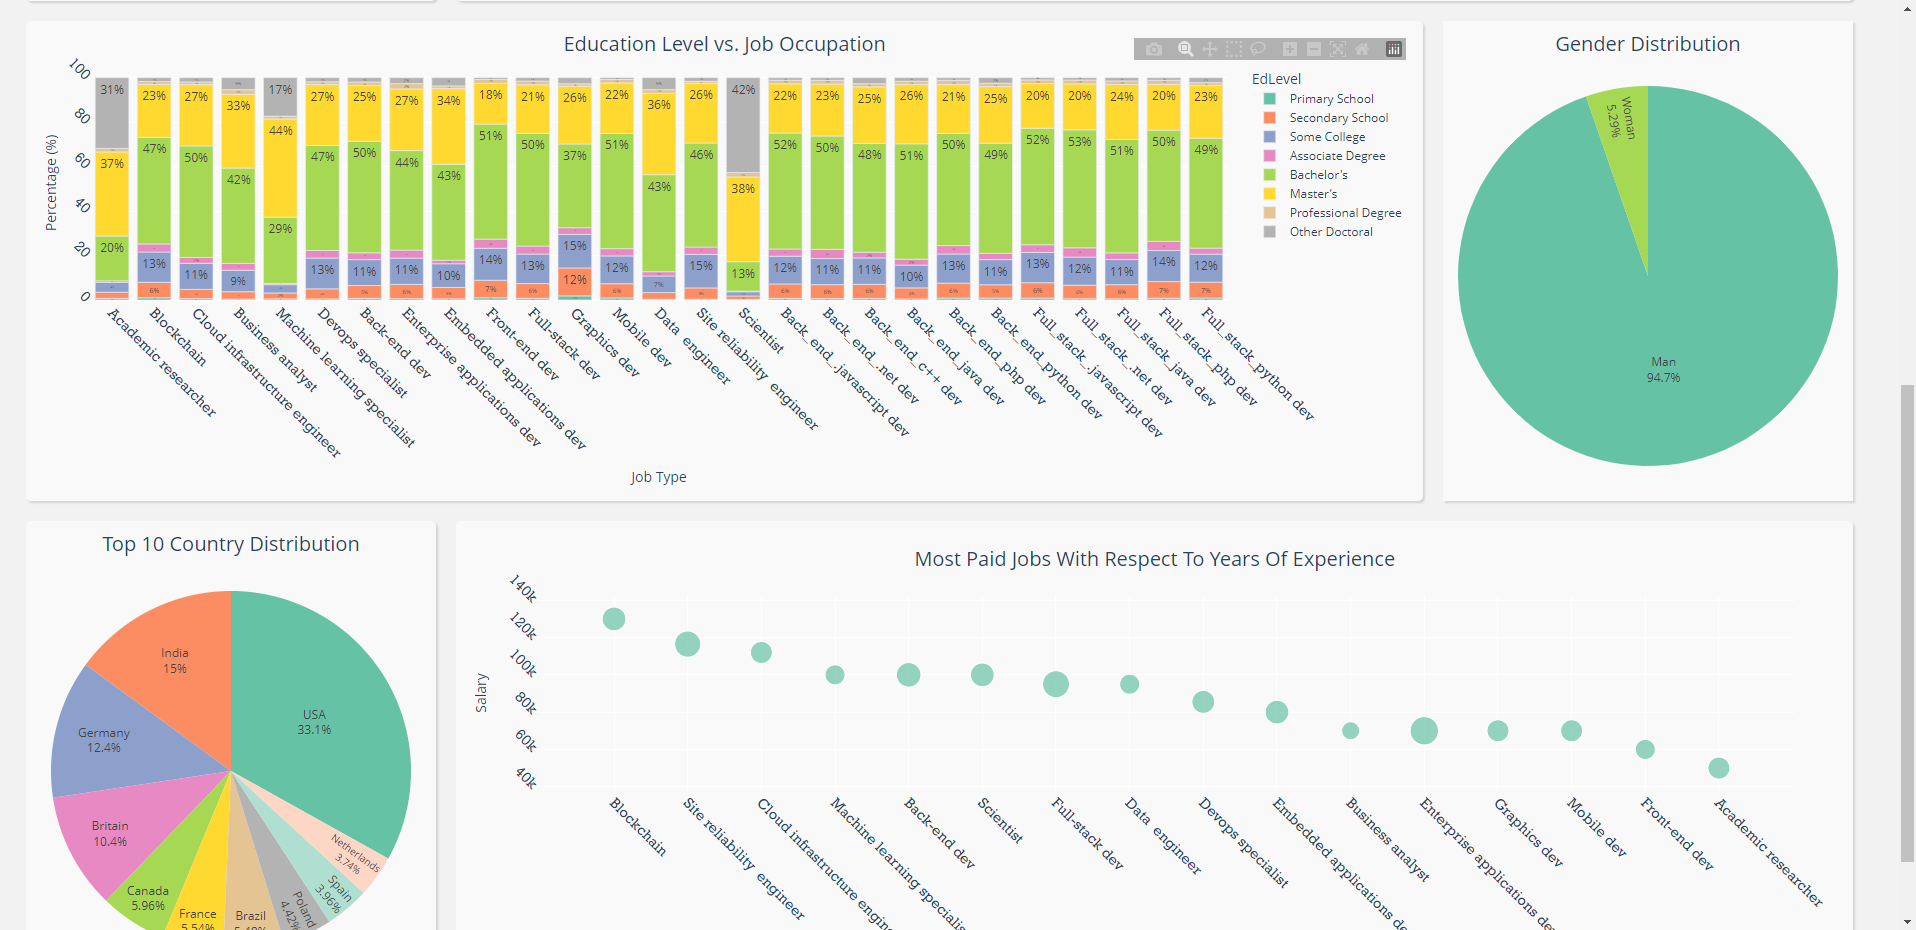 Education Level vs. Job Occupation
Percentage (%)
100
80
60
40
20
0
31%
23%
27%
33%
17%
27%
25%
27%
34%
18%
21%
26%
22%
36%
26%
42%
22%
23%
25%
26%
21%
25%
20%
20%
24%
20%
23%
37%
47%
50%
42%
44%
47%
50%
44%
43%
51%
50%
37%
51%
43%
46%
38%
52%
50%
48%
51%
50%
49%
52%
53%
51%
50%
49%
20%
13%
11%
9%
29%
13%
11%
11%
10%
14%
13%
15%
12%
7%
15%
13%
12%
11%
11%
10%
13%
11%
13%
12%
11%
14%
12%
6%
6%
7%
6%
12%
6%
6%
6%
6%
6%
6%
6%
7%
7%
Academic researcher
Blockchain
Cloud infrastructure engineer
Business analyst
Machine learning specialist
Devops specialist
Back-end dev
Enterprise applications dev
Embedded applications dev
Front-end dev
Full-stack dev
Graphics dev
Mobile dev
Data engineer
Site reliability engineer
Scientist
Back_end_.javascript dev
Back_end_.net dev
Back_end_c++ dev
Back_end_java dev
Back_end_php dev
Back_end_python dev
Full_stack_.javascript dev
Full_stack_.net dev
Full_stack_java dev
Full_stack_php dev
Full_stack_python dev
Job Type
EdLevel
Primary School
Secondary School
Some College
Associate Degree
Bachelor's
Master's
Professional Degree
Other Doctoral
Gender Distribution
Woman
5.29%
Man
94.7%
Top 10 Country Distribution
India
15%
USA
33.1%
Germany
12.4%
Britain
10.4%
Canada
5.96%
France
5.54%
Brazil
Poland
4.42%
Spain
3.96%
Netherlands
3.74%
Most Paid Jobs With Respect To Years Of Experience
Salary
140k
120k
100k
80k
60k
40k
Blockchain
Site reliability engineer
Cloud infrastructure engin
Machine learning specialis
Back-end dev
Scientist
Full-stack dev
Data engineer
Devops specialist
Embedded applications de
Business analyst
Enterprise applications de
Graphics dev
Mobile dev
Front-end dev
Academic researcher